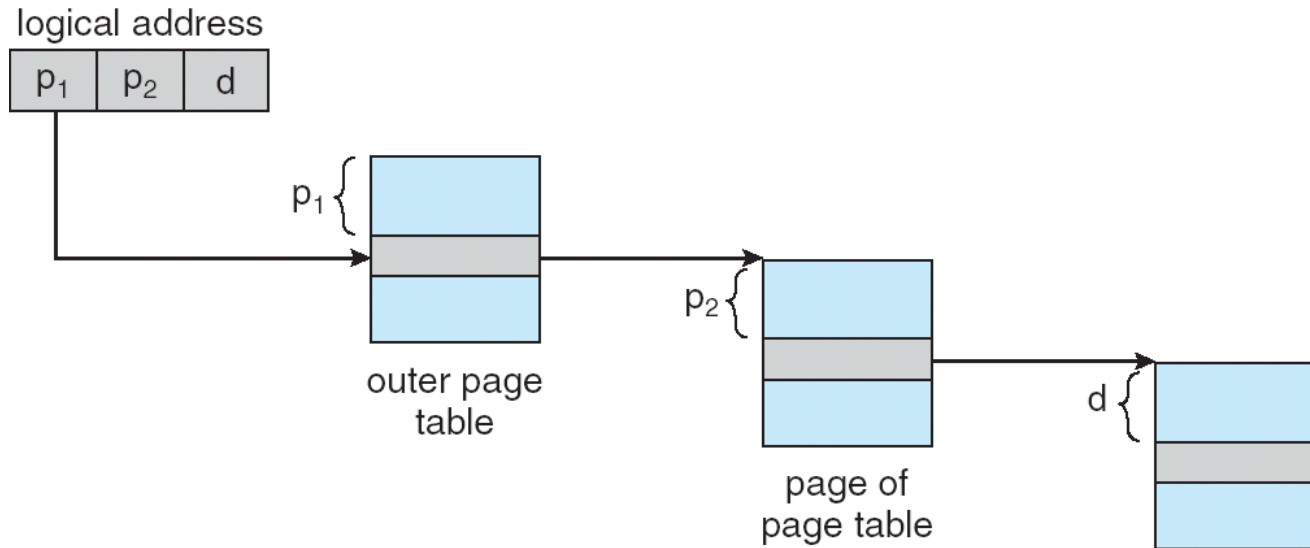 logical address
p₁ p₂ d
p₁
outer page
table
p₂
page of
page table
d